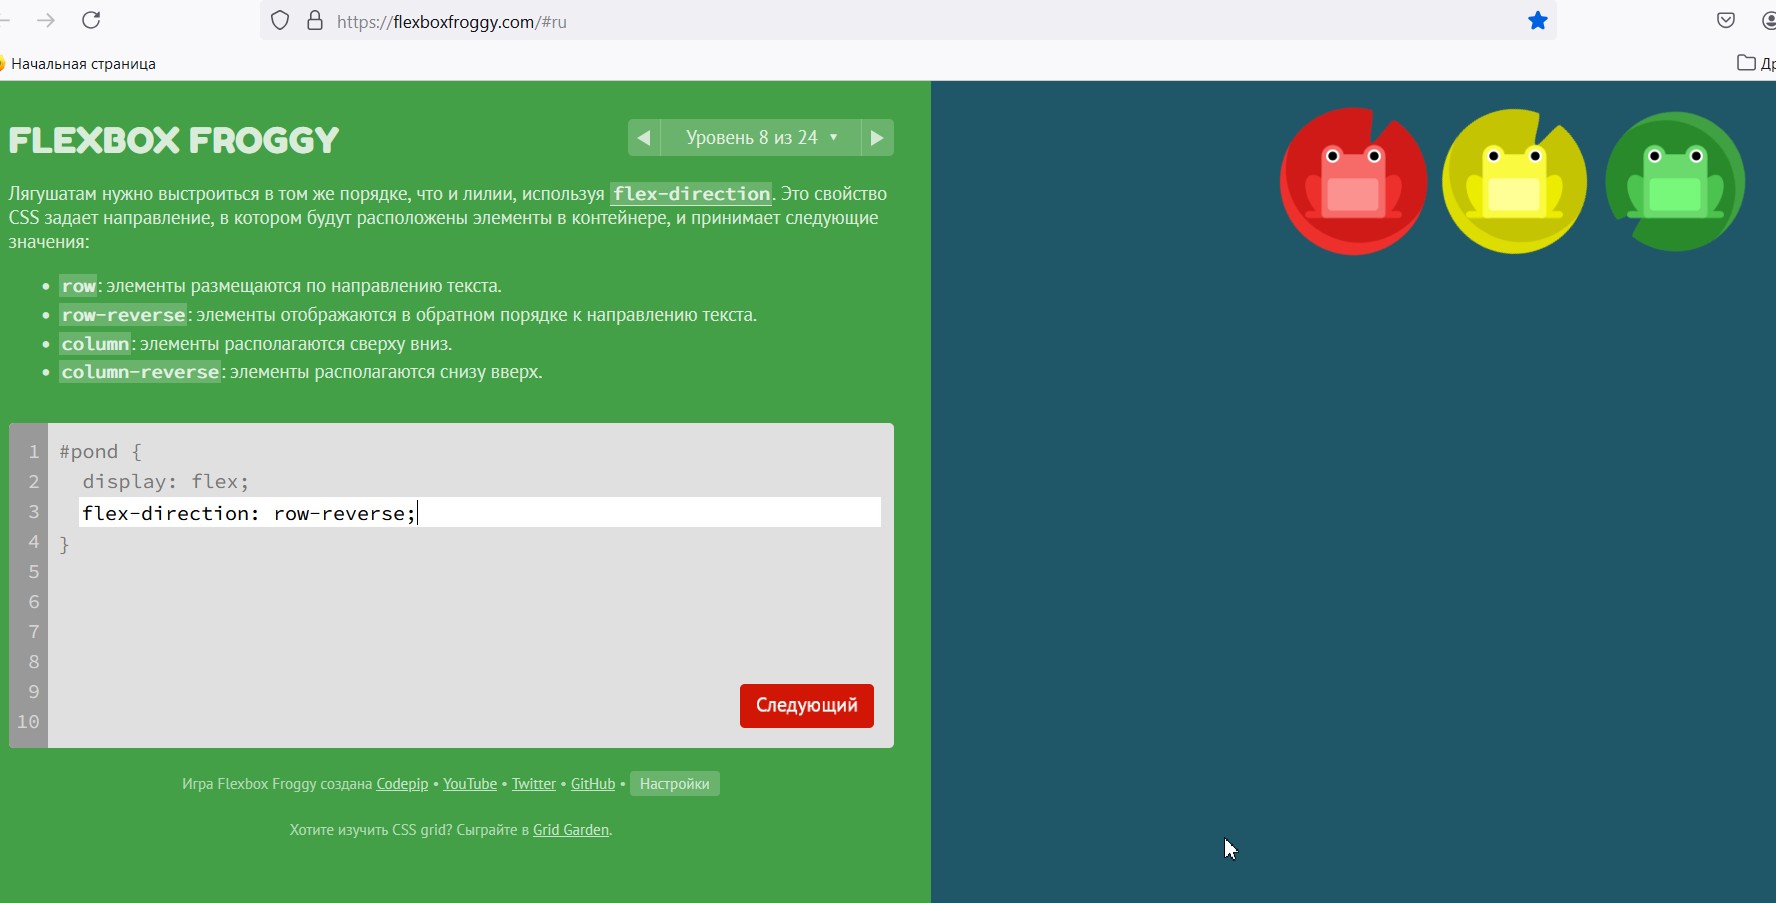 https://flexboxfroggy.com/#ru
Начальная страница
FLEXBOX FROGGY
Уровень 8 из 24
Лягушатам нужно выстроиться в том же порядке, что и лилии, используя flex-direction. Это свойство
CSS задает направление, в котором будут расположены элементы в контейнере, и принимает следующие
значения:
• row: элементы размещаются по направлению текста.
• row-reverse: элементы отображаются в обратном порядке к направлению текста.
• column: элементы располагаются сверху вниз.
• column-reverse: элементы располагаются снизу вверх.
1 #pond {
2 display: flex;
3 flex-direction: row-reverse;
4 }
5
6
7
8
9
10
Следующий
Игра Flexbox Froggy создана Codepip • YouTube • Twitter • GitHub • Настройки
Хотите изучить CSS grid? Сыграйте в Grid Garden.